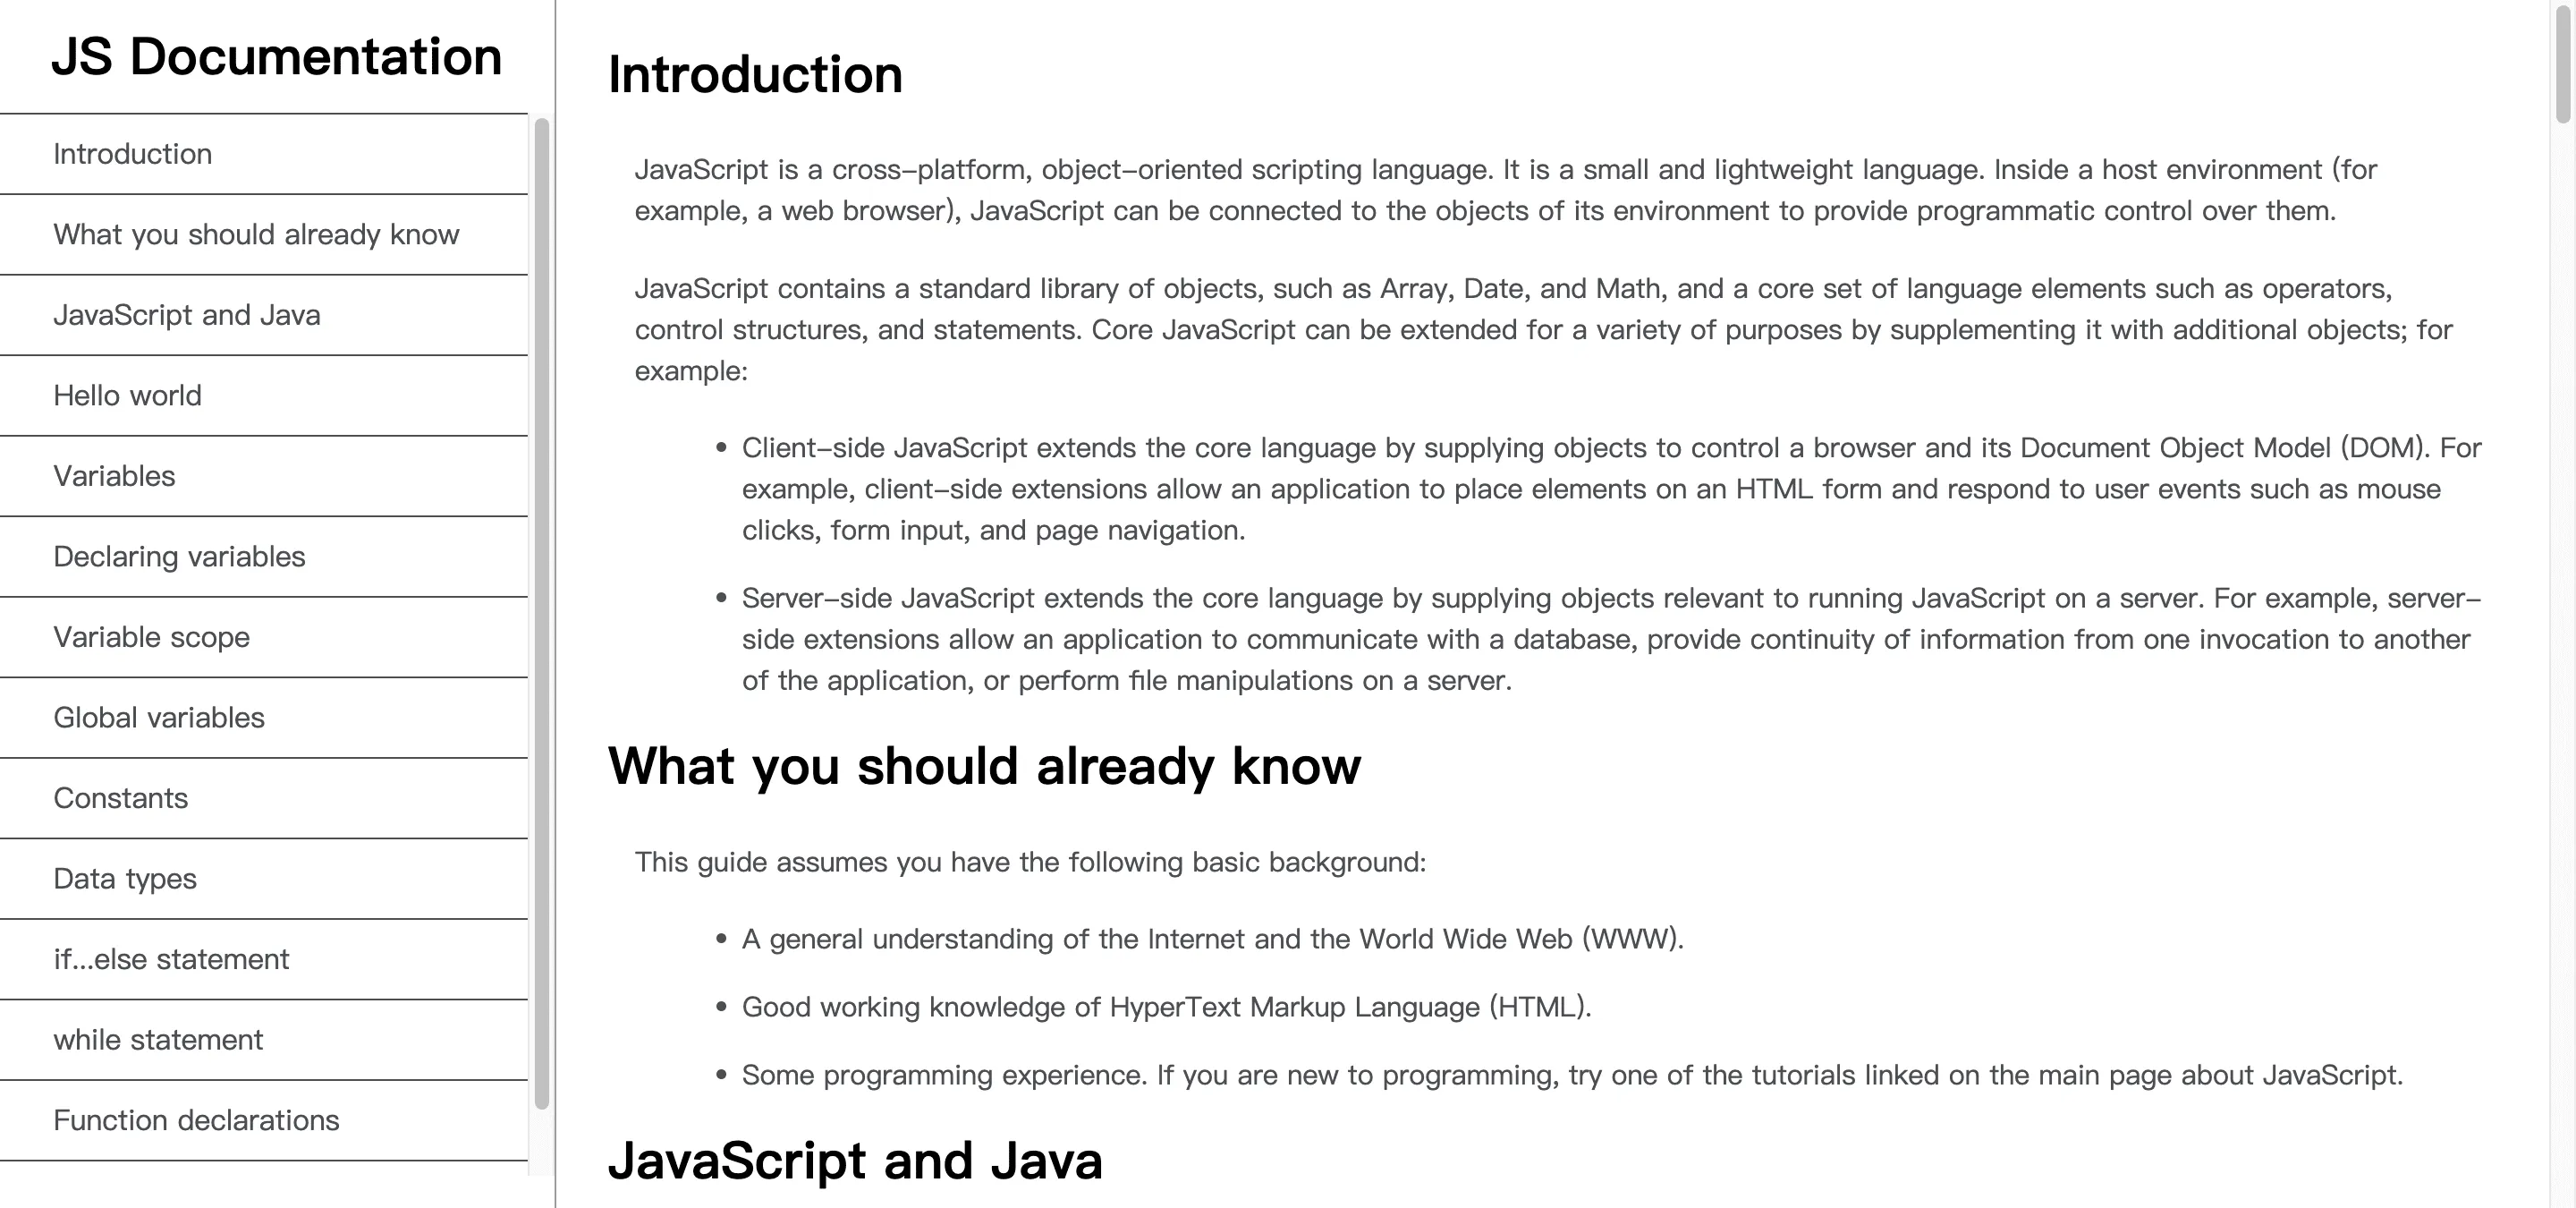 JS Documentation
Introduction
What you should already know
JavaScript and Java
Hello world
Variables
Declaring variables
Variable scope
Global variables
Constants
Data types
if...else statement
while statement
Function declarations
Introduction
JavaScript is a cross-platform, object-oriented scripting language. It is a small and lightweight language. Inside a host environment (for
example, a web browser), JavaScript can be connected to the objects of its environment to provide programmatic control over them.
JavaScript contains a standard library of objects, such as Array, Date, and Math, and a core set of language elements such as operators,
control structures, and statements. Core JavaScript can be extended for a variety of purposes by supplementing it with additional objects; for
example:
• Client-side JavaScript extends the core language by supplying objects to control a browser and its Document Object Model (DOM). For
example, client-side extensions allow an application to place elements on an HTML form and respond to user events such as mouse
clicks, form input, and page navigation.
• Server-side JavaScript extends the core language by supplying objects relevant to running JavaScript on a server. For example, server-
side extensions allow an application to communicate with a database, provide continuity of information from one invocation to another
of the application, or perform file manipulations on a server.
What you should already know
This guide assumes you have the following basic background:
• A general understanding of the Internet and the World Wide Web (WWW).
• Good working knowledge of HyperText Markup Language (HTML).
• Some programming experience. If you are new to programming, try one of the tutorials linked on the main page about JavaScript.
JavaScript and Java